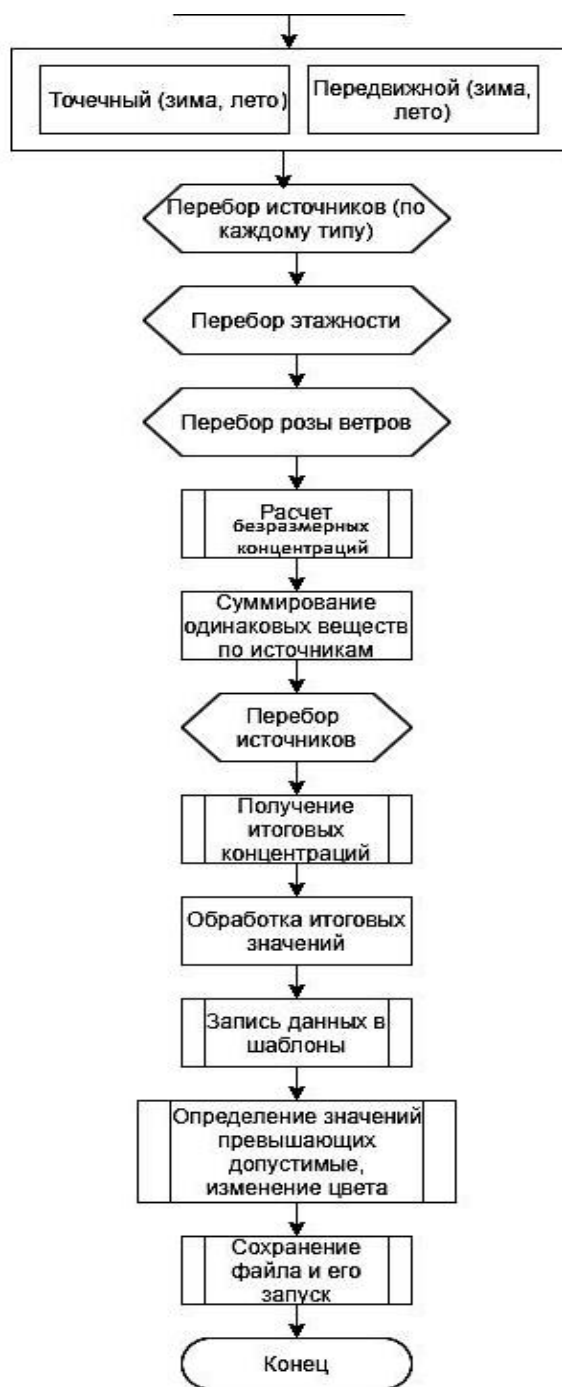 Точечный (зима, лето)
Передвижной (зима,
лето)
Перебор источников (по
каждому типу)
Перебор этажности
Перебор розы ветров
Расчет
безразмерных
концентраций
Суммирование
одинаковых веществ
по источникам
Перебор
источников
Получение
итоговых
концентраций
Обработка итоговых
значений
Запись данных в
шаблоны
Определение значений
превышающих
допустимые,
изменение цвета
Сохранение
файла и его
запуск
Конец